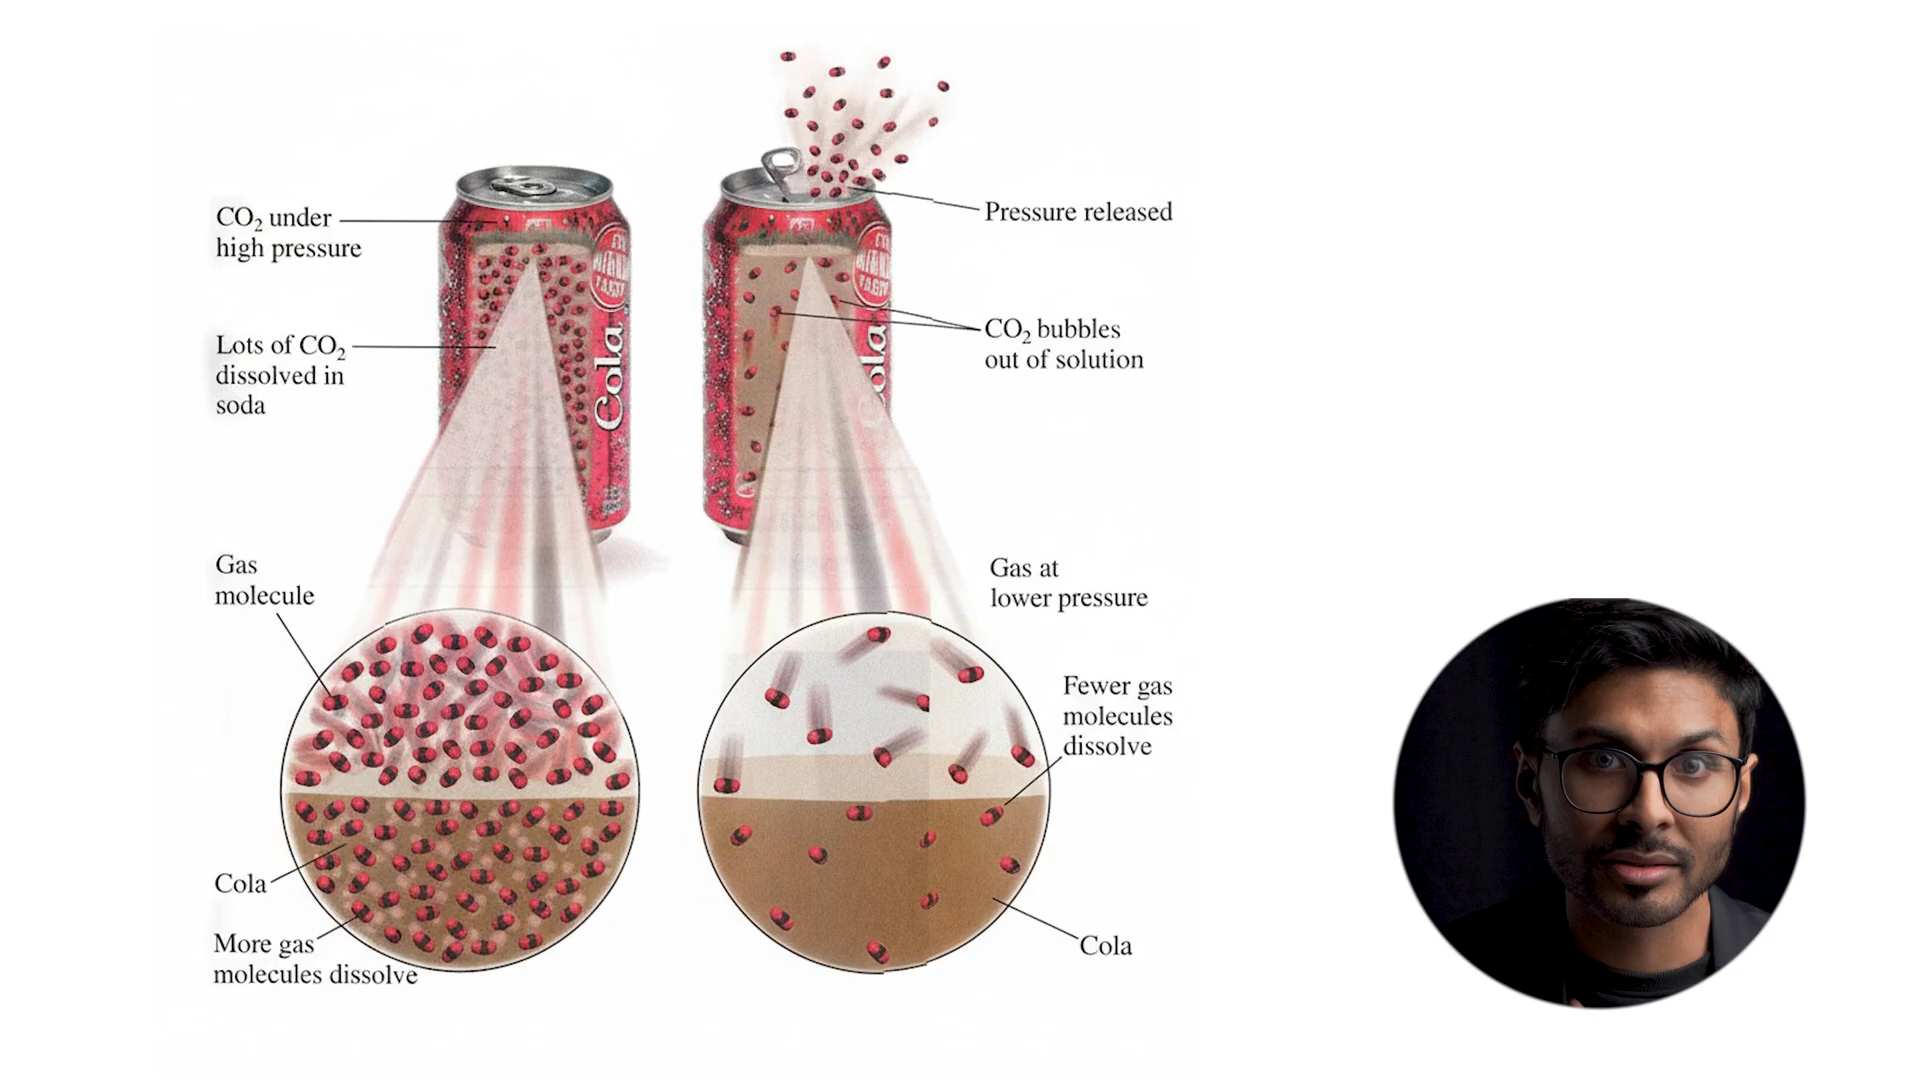 CO2 under
high pressure
Lots of CO2
dissolved in
soda
Gas
molecule
Cola
More gas
molecules dissolve
Cola
Pressure released
CO2 bubbles
out of solution
Gas at
lower pressure
Fewer gas
molecules
dissolve
Cola